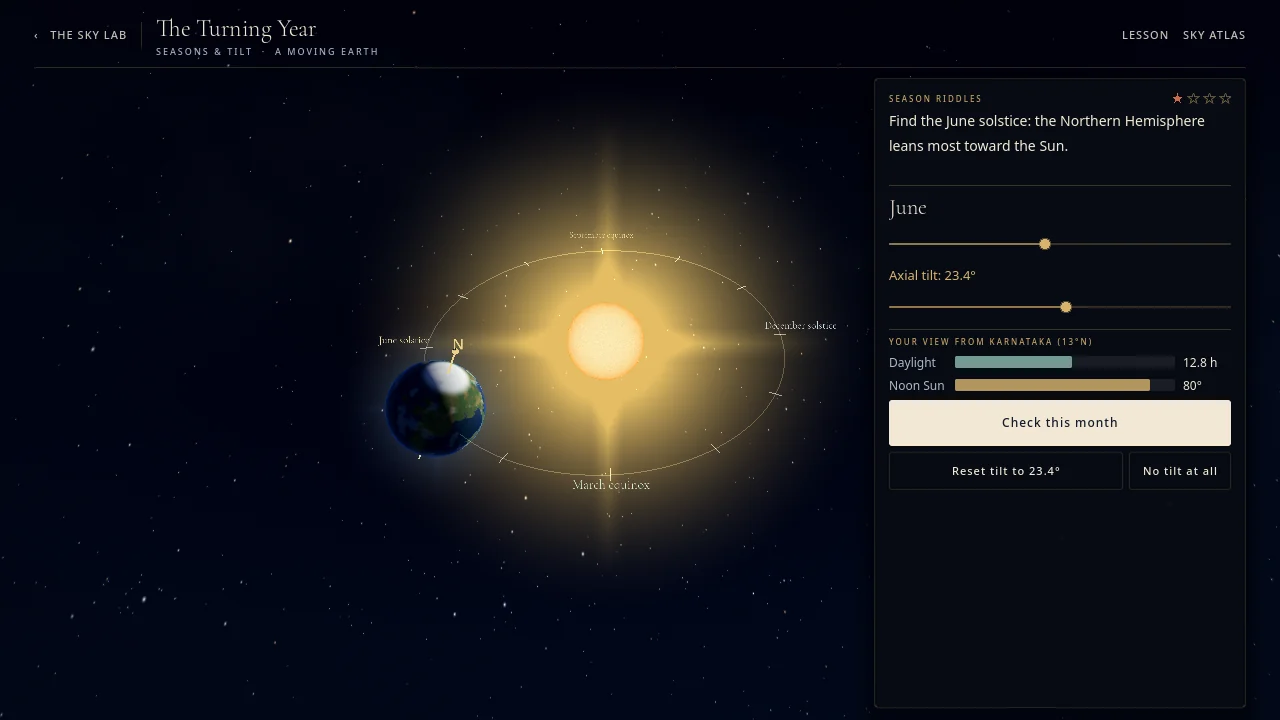 ‹ THE SKY LAB
The Turning Year
SEASONS & TILT · A MOVING EARTH
LESSON SKY ATLAS
SEASON RIDDLES
Find the June solstice: the Northern Hemisphere
leans most toward the Sun.
June
Axial tilt: 23.4°
YOUR VIEW FROM KARNATAKA (13°N)
Daylight 12.8 h
Noon Sun 80°
Check this month
Reset tilt to 23.4° No tilt at all
September equinox
December solstice
June solstice
N
March equinox